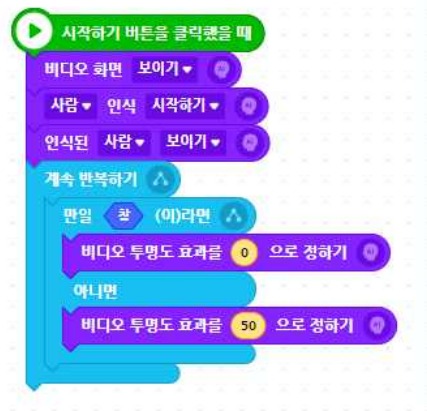 시작하기 버튼을 클릭했을 때
비디오 화면 보이기
사람 인식 시작하기
인식된 사람 보이기
계속 반복하기
만일 참 (이)라면
비디오 투명도 효과를 0 으로 정하기
아니면
비디오 투명도 효과를 50 으로 정하기